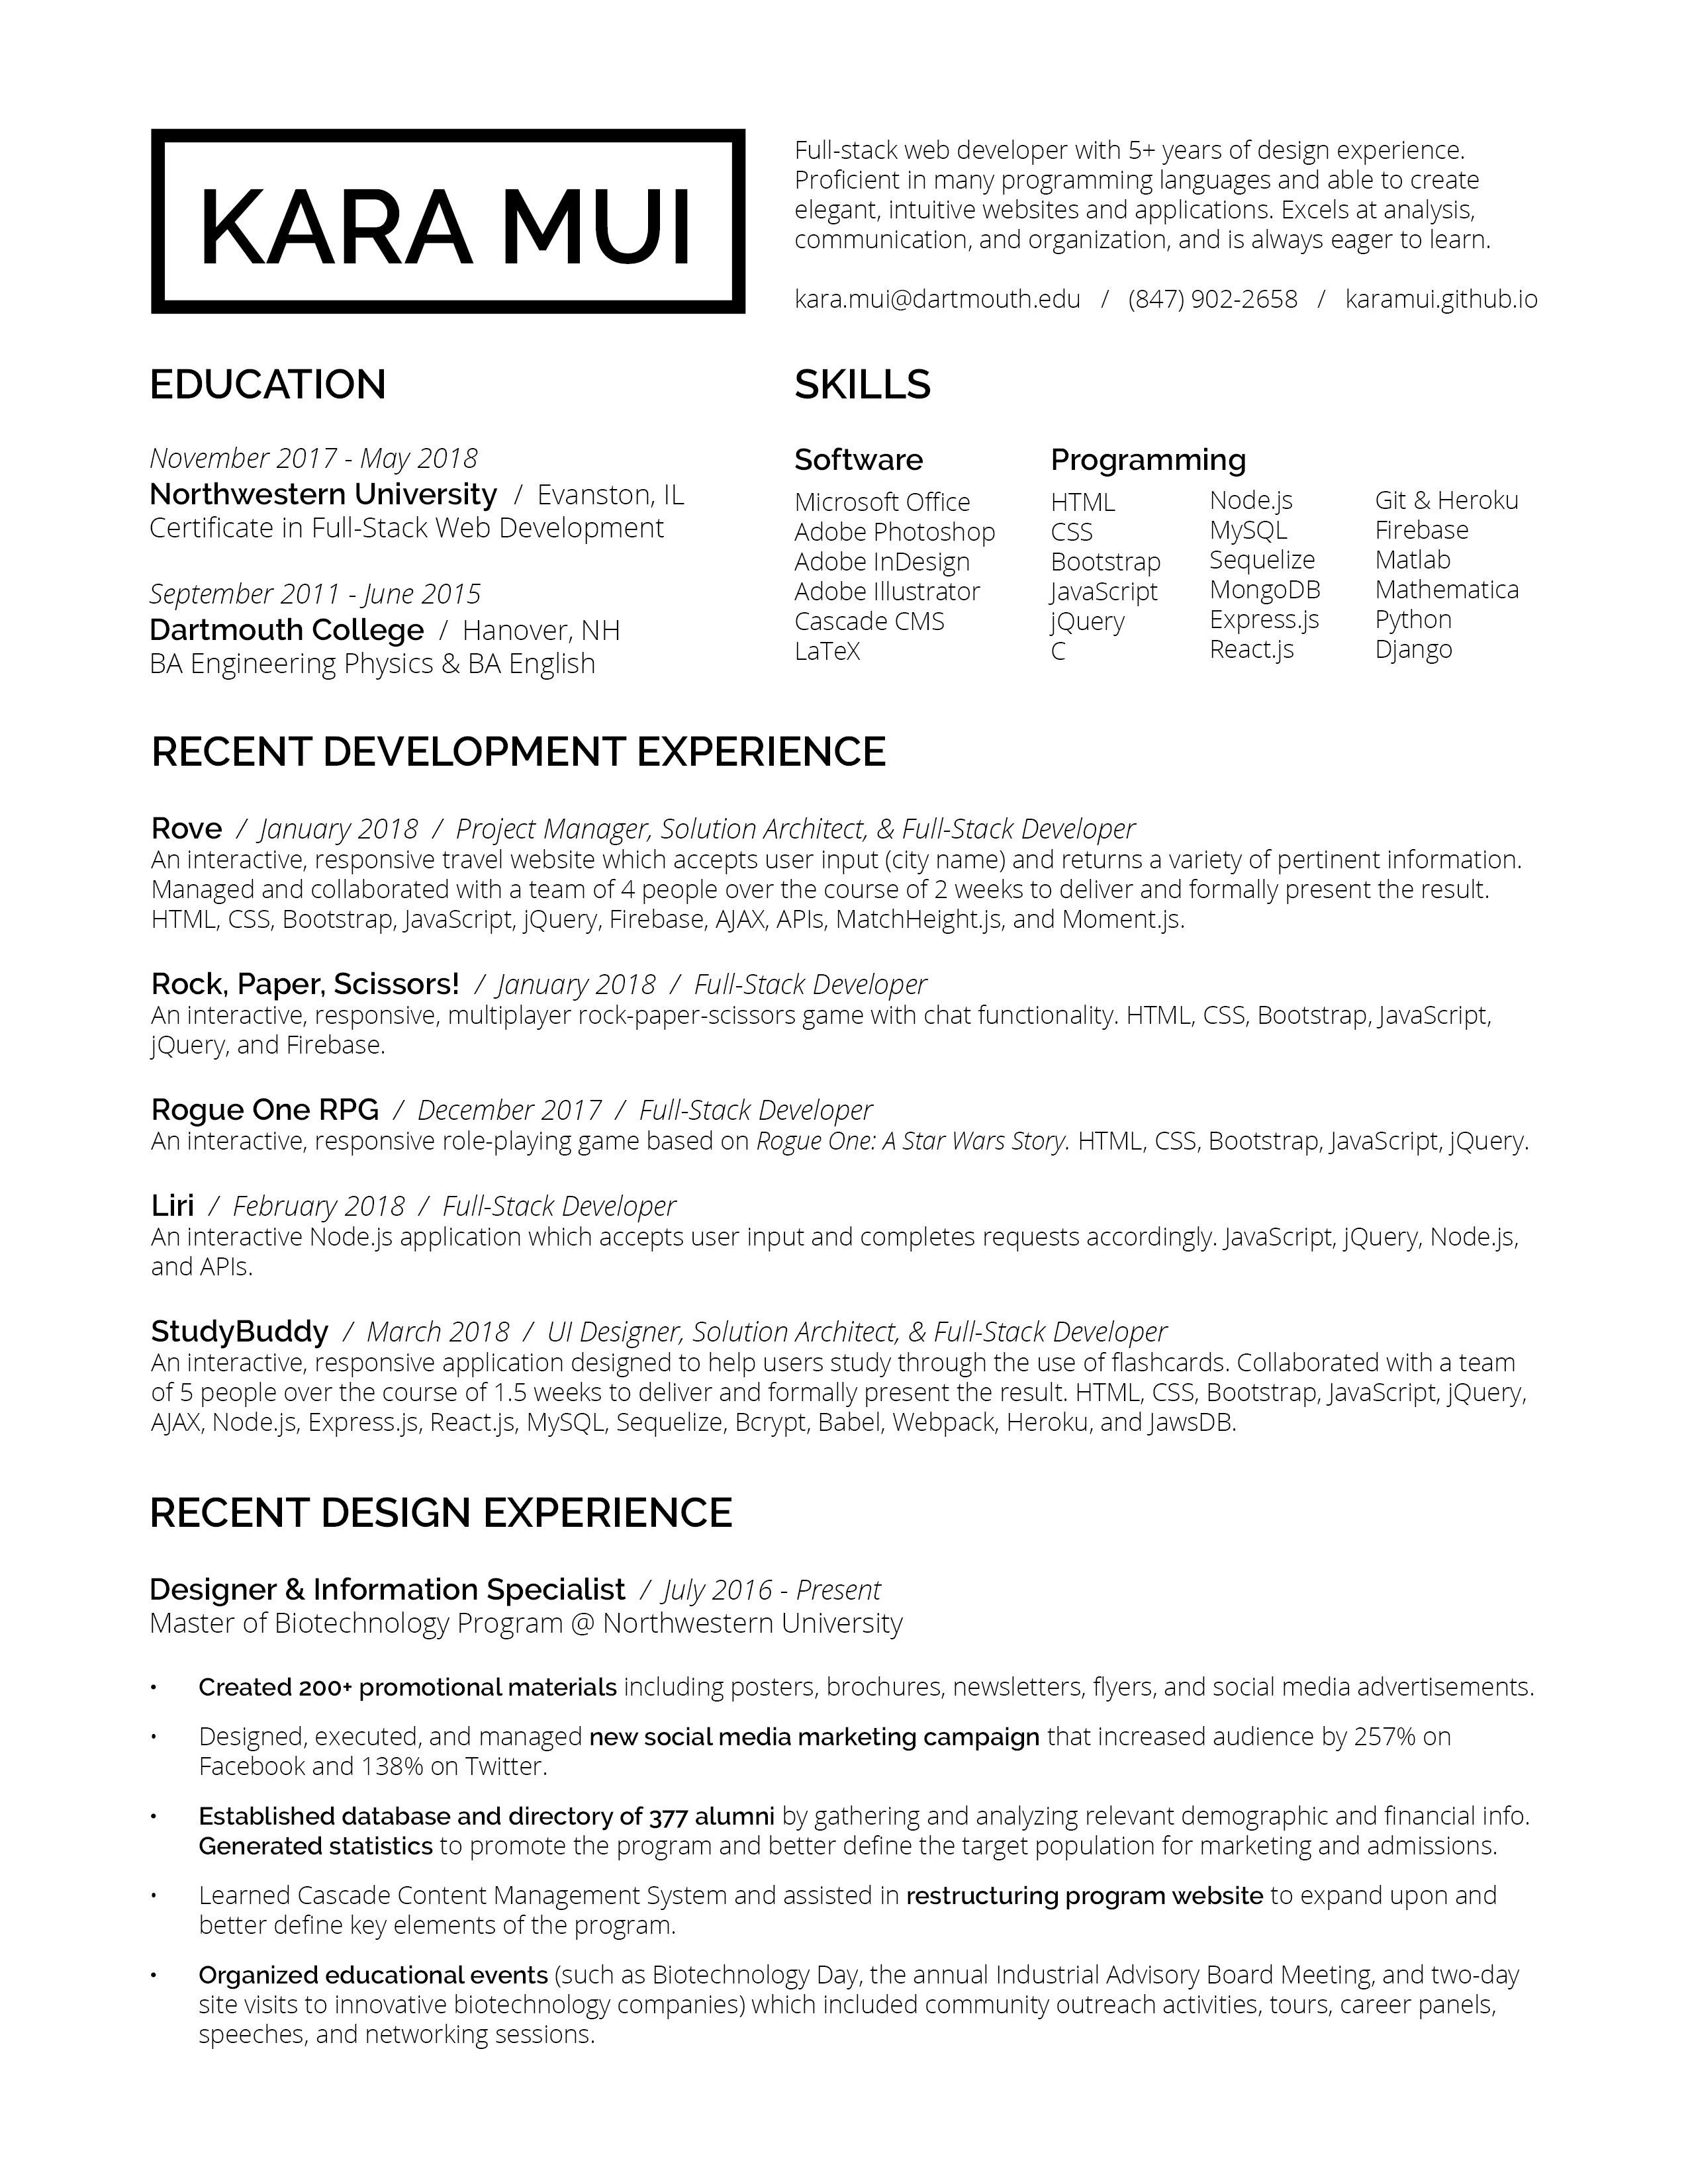 KARA MUI
Full-stack web developer with 5+ years of design experience.
Proficient in many programming languages and able to create
elegant, intuitive websites and applications. Excels at analysis,
communication, and organization, and is always eager to learn.
kara.mui@dartmouth.edu / (847) 902-2658 / karamui.github.io
EDUCATION
November 2017 - May 2018
Northwestern University / Evanston, IL
Certificate in Full-Stack Web Development
September 2011 - June 2015
Dartmouth College / Hanover, NH
BA Engineering Physics & BA English
SKILLS
Software
Microsoft Office
Adobe Photoshop
Adobe InDesign
Adobe Illustrator
Cascade CMS
LaTeX
Programming
HTML
CSS
Bootstrap
JavaScript
jQuery
C
Node.js
MySQL
Sequelize
MongoDB
Express.js
React.js
Git & Heroku
Firebase
Matlab
Mathematica
Python
Django
RECENT DEVELOPMENT EXPERIENCE
Rove / January 2018 / Project Manager, Solution Architect, & Full-Stack Developer
An interactive, responsive travel website which accepts user input (city name) and returns a variety of pertinent information.
Managed and collaborated with a team of 4 people over the course of 2 weeks to deliver and formally present the result.
HTML, CSS, Bootstrap, JavaScript, jQuery, Firebase, AJAX, APIs, MatchHeight.js, and Moment.js.
Rock, Paper, Scissors! / January 2018 / Full-Stack Developer
An interactive, responsive, multiplayer rock-paper-scissors game with chat functionality. HTML, CSS, Bootstrap, JavaScript,
jQuery, and Firebase.
Rogue One RPG / December 2017 / Full-Stack Developer
An interactive, responsive role-playing game based on Rogue One: A Star Wars Story. HTML, CSS, Bootstrap, JavaScript, jQuery.
Liri / February 2018 / Full-Stack Developer
An interactive Node.js application which accepts user input and completes requests accordingly. JavaScript, jQuery, Node.js,
and APIs.
StudyBuddy / March 2018 / UI Designer, Solution Architect, & Full-Stack Developer
An interactive, responsive application designed to help users study through the use of flashcards. Collaborated with a team
of 5 people over the course of 1.5 weeks to deliver and formally present the result. HTML, CSS, Bootstrap, JavaScript, jQuery,
AJAX, Node.js, Express.js, React.js, MySQL, Sequelize, Bcrypt, Babel, Webpack, Heroku, and JawsDB.
RECENT DESIGN EXPERIENCE
Designer & Information Specialist / July 2016 - Present
Master of Biotechnology Program @ Northwestern University
• Created 200+ promotional materials including posters, brochures, newsletters, flyers, and social media advertisements.
• Designed, executed, and managed new social media marketing campaign that increased audience by 257% on
Facebook and 138% on Twitter.
• Established database and directory of 377 alumni by gathering and analyzing relevant demographic and financial info.
Generated statistics to promote the program and better define the target population for marketing and admissions.
• Learned Cascade Content Management System and assisted in restructuring program website to expand upon and
better define key elements of the program.
• Organized educational events (such as Biotechnology Day, the annual Industrial Advisory Board Meeting, and two-day
site visits to innovative biotechnology companies) which included community outreach activities, tours, career panels,
speeches, and networking sessions.